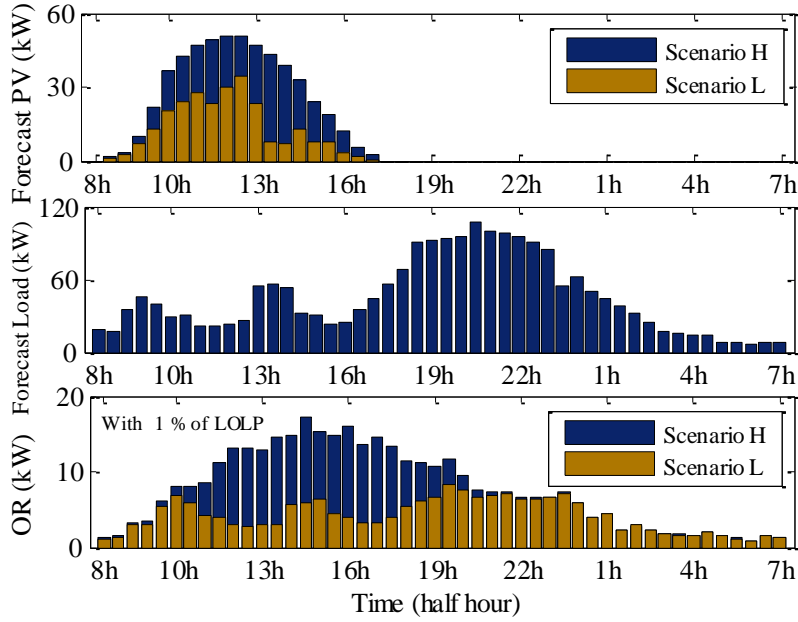 Forecast PV (kW)
60
30
0
Scenario H
Scenario L
8h 10h 13h 16h 19h 22h 1h 4h 7h
Forecast Load (kW)
120
60
0
8h 10h 13h 16h 19h 22h 1h 4h 7h
OR (kW)
20
10
0
With 1 % of LOLP
Scenario H
Scenario L
8h 10h 13h 16h 19h 22h 1h 4h 7h
Time (half hour)